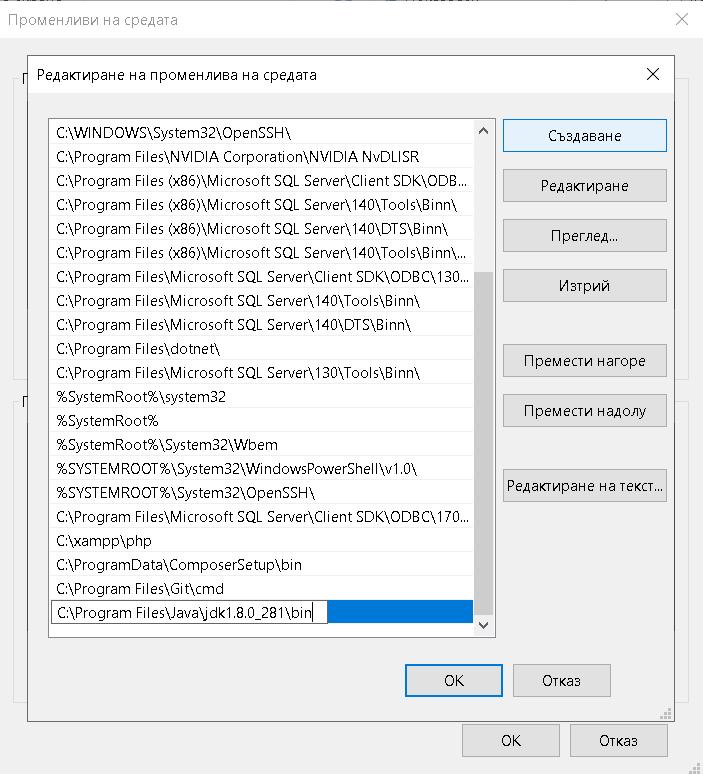 Променливи на средата
Редактиране на променлива на средата
C:\WINDOWS\System32\OpenSSH\
C:\Program Files\NVIDIA Corporation\NVIDIA NvDLISR
C:\Program Files (x86)\Microsoft SQL Server\Client SDK\ODB...
C:\Program Files (x86)\Microsoft SQL Server\140\Tools\Binn\
C:\Program Files (x86)\Microsoft SQL Server\140\DTS\Binn\
C:\Program Files (x86)\Microsoft SQL Server\140\Tools\Binn\...
C:\Program Files\Microsoft SQL Server\Client SDK\ODBC\130...
C:\Program Files\Microsoft SQL Server\140\Tools\Binn\
C:\Program Files\Microsoft SQL Server\140\DTS\Binn\
C:\Program Files\dotnet\
C:\Program Files\Microsoft SQL Server\130\Tools\Binn\
%SystemRoot%\system32
%SystemRoot%
%SystemRoot%\System32\Wbem
%SYSTEMROOT%\System32\WindowsPowerShell\v1.0\
%SYSTEMROOT%\System32\OpenSSH\
C:\Program Files\Microsoft SQL Server\Client SDK\ODBC\170...
C:\xampp\php
C:\ProgramData\ComposerSetup\bin
C:\Program Files\Git\cmd
C:\Program Files\Java\jdk1.8.0_281\bin
Създаване
Редактиране
Преглед...
Изтрий
Премести нагоре
Премести надолу
Редактиране на текст...
OK
Отказ
OK
Отказ